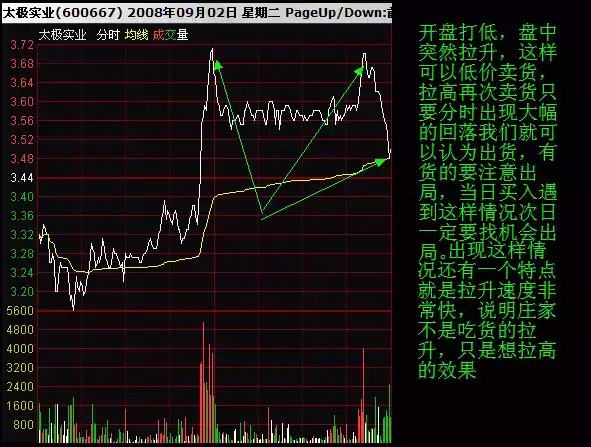 太极实业(600667) 2008年09月02日 星期二 PageUp/Down:
太极实业 分时 均线 成交量
3.72
3.68
3.64
3.60
3.56
3.52
3.48
3.44
3.40
3.36
3.32
3.28
3.24
3.20
5600
4800
4000
3200
2400
1600
800
开盘打低，盘中
突然拉升，这样
可以低价卖货，
拉高再次卖货只
要分时出现大幅
的回落我们就可
以认为出货，有
货的要注意出
局，当日买入遇
到这样情况次日
一定要找机会出
局.出现这样情
况还有一个特点
就是拉升速度非
常快，说明庄家
不是吃货的拉
升，只是想拉高
的效果